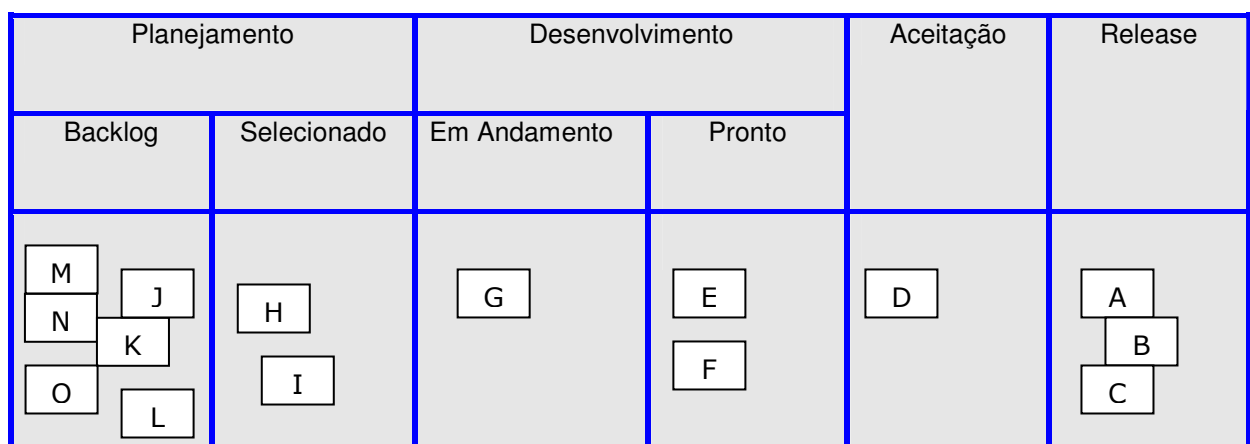 Planejamento Desenvolvimento Aceitação Release
Backlog Selecionado Em Andamento Pronto
M
J
N
K
O
L
H
I
G
E
F
D
A
B
C